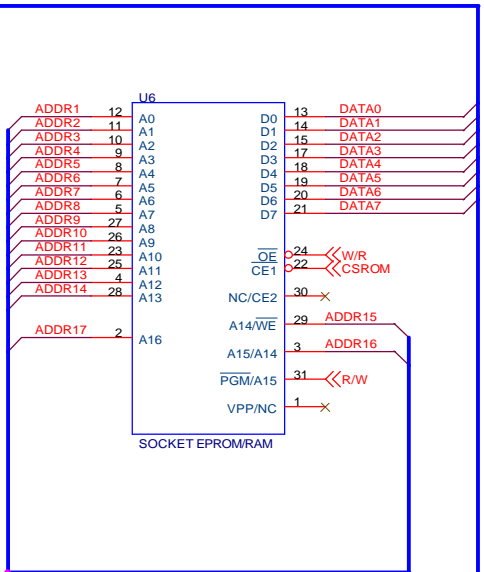 U6
ADDR1 12 A0 D0 13 DATA0
ADDR2 11 A1 D1 14 DATA1
ADDR3 10 A2 D2 15 DATA2
ADDR4 9 A3 D3 17 DATA3
ADDR5 8 A4 D4 18 DATA4
ADDR6 7 A5 D5 19 DATA5
ADDR7 6 A6 D6 20 DATA6
ADDR8 5 A7 D7 21 DATA7
ADDR9 27 A8
ADDR10 26 A9
ADDR11 23 A10 OE 24 W/R
ADDR12 25 A11 CE1 22 CSROM
ADDR13 4 A12
ADDR14 28 A13 NC/CE2 30
A14/WE 29 ADDR15
ADDR17 2 A16
A15/A14 3 ADDR16
PGM/A15 31 R/W
VPP/NC 1
SOCKET EPROM/RAM